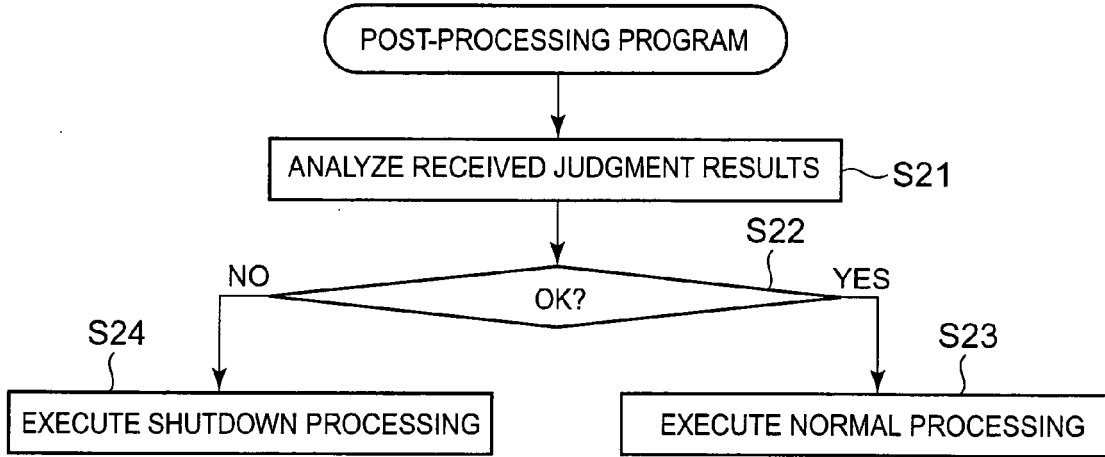 POST-PROCESSING PROGRAM
ANALYZE RECEIVED JUDGMENT RESULTS
S21
S22
NO
OK?
YES
S24
S23
EXECUTE SHUTDOWN PROCESSING
EXECUTE NORMAL PROCESSING